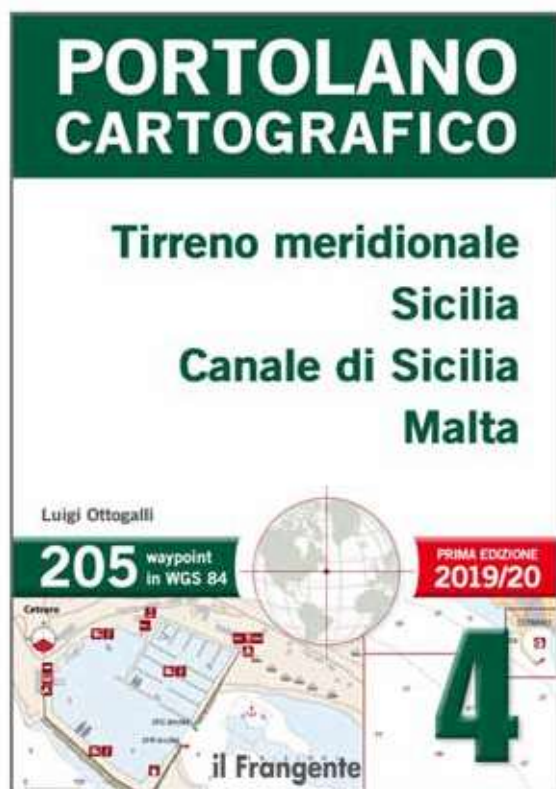 PORTOLANO
CARTOGRAFICO
Tirreno meridionale
Sicilia
Canale di Sicilia
Malta
Luigi Ottogalli
205 waypoint
in WGS 84
PRIMA EDIZIONE
2019/20
Cetraro
4
il Frangente